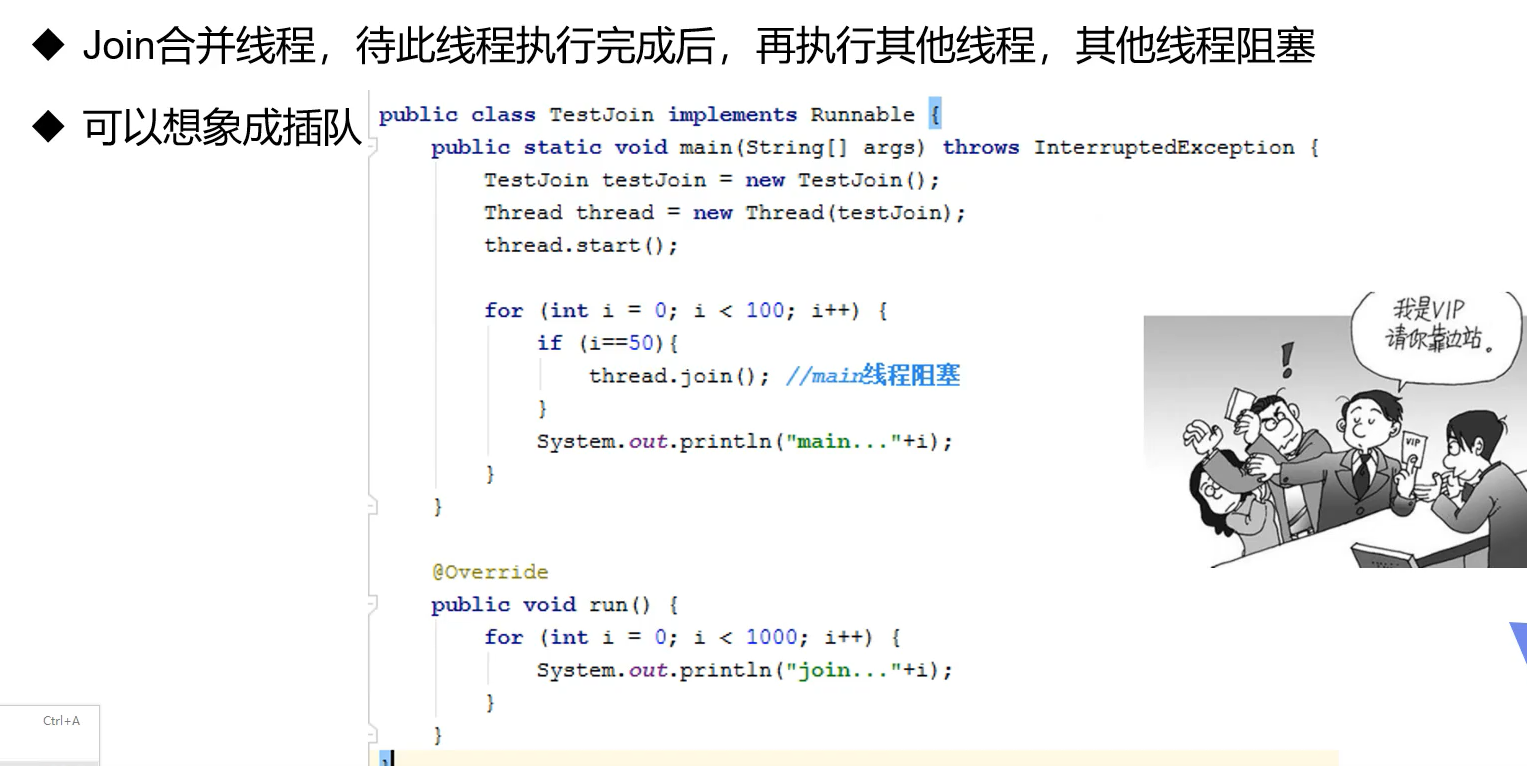 ◆ Join合并线程，待此线程执行完成后，再执行其他线程，其他线程阻塞
◆ 可以想象成插队
public class TestJoin implements Runnable {
public static void main(String[] args) throws InterruptedException {
TestJoin testJoin = new TestJoin();
Thread thread = new Thread(testJoin);
thread.start();
for (int i = 0; i < 100; i++) {
if (i==50){
thread.join(); //main线程阻塞
}
System.out.println("main..."+i);
}
}
@Override
public void run() {
for (int i = 0; i < 1000; i++) {
System.out.println("join..."+i);
}
}
}
我是VIP
请你靠边站。
!
VIP
Ctrl+A